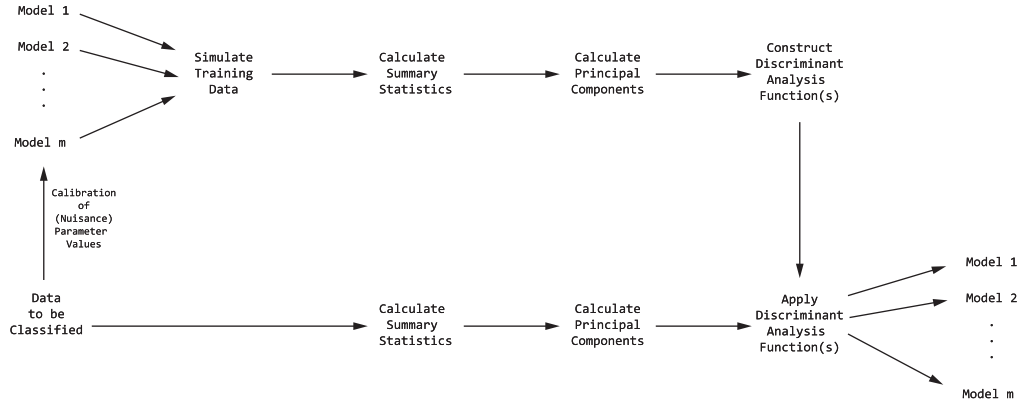 Model 1
Model 2
.
.
.
Model m
Simulate
Training
Data
Calculate
Summary
Statistics
Calculate
Principal
Components
Construct
Discriminant
Analysis
Function(s)
Calibration
of
(Nuisance)
Parameter
Values
Data
to be
Classified
Calculate
Summary
Statistics
Calculate
Principal
Components
Apply
Discriminant
Analysis
Function(s)
Model 1
Model 2
.
.
.
Model m